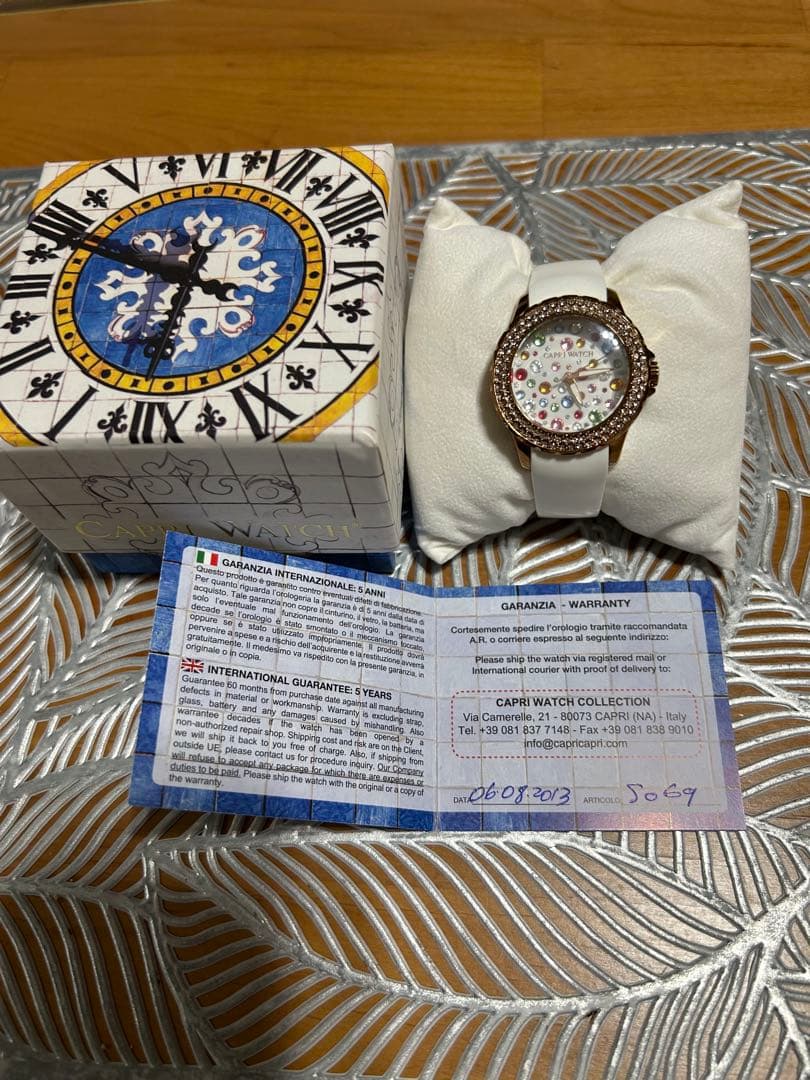 V VI VII VIII
IX
X
XI
XII
I
II
III
CAPRI WATCH®
CAPRI WATCH
GARANZIA INTERNAZIONALE: 5 ANNI
Questo prodotto è garantito contro eventuali difetti di fabbricazione.
Per quanto riguarda l'orologeria la garanzia è di 5 anni dalla data di
acquisto. Tale garanzia non copre il cinturino, il vetro, la batteria, ma
solo l'eventuale mal funzionamento dell'orologio. La garanzia
decade se l'orologio è stato smontato o il meccanismo toccato,
oppure se è stato utilizzato impropriamente. Il prodotto dovrà
pervenire a spese e a rischio dell'acquirente e la restituzione avverrà
gratuitamente. Il medesimo va rispedito con la presente garanzia, in
originale o in copia.
INTERNATIONAL GUARANTEE: 5 YEARS
Guarantee 60 months from purchase date against all manufacturing
defects in material or workmanship. Warranty is excluding strap,
glass, battery and any damages caused by mishandling. Also
warrantee decades if the watch has been opened by a
non-authorized repair shop. Shipping cost and risk are on the Client,
we will ship it back to you free of charge. Also, if shipping from
outside UE, please contact us for procedure inquiry. Our Company
will refuse to accept any package for which there are expenses or
duties to be paid. Please ship the watch with the original or a copy of
the warranty.
GARANZIA - WARRANTY
Cortesemente spedire l'orologio tramite raccomandata
A.R. o corriere espresso al seguente indirizzo:
Please ship the watch via registered mail or
International courier with proof of delivery to:
CAPRI WATCH COLLECTION
Via Camerelle, 21 - 80073 CAPRI (NA) - Italy
Tel. +39 081 837 7148 - Fax +39 081 838 9010
info@capricapri.com
DATA 06.08.2013 ARTICOLO 5069